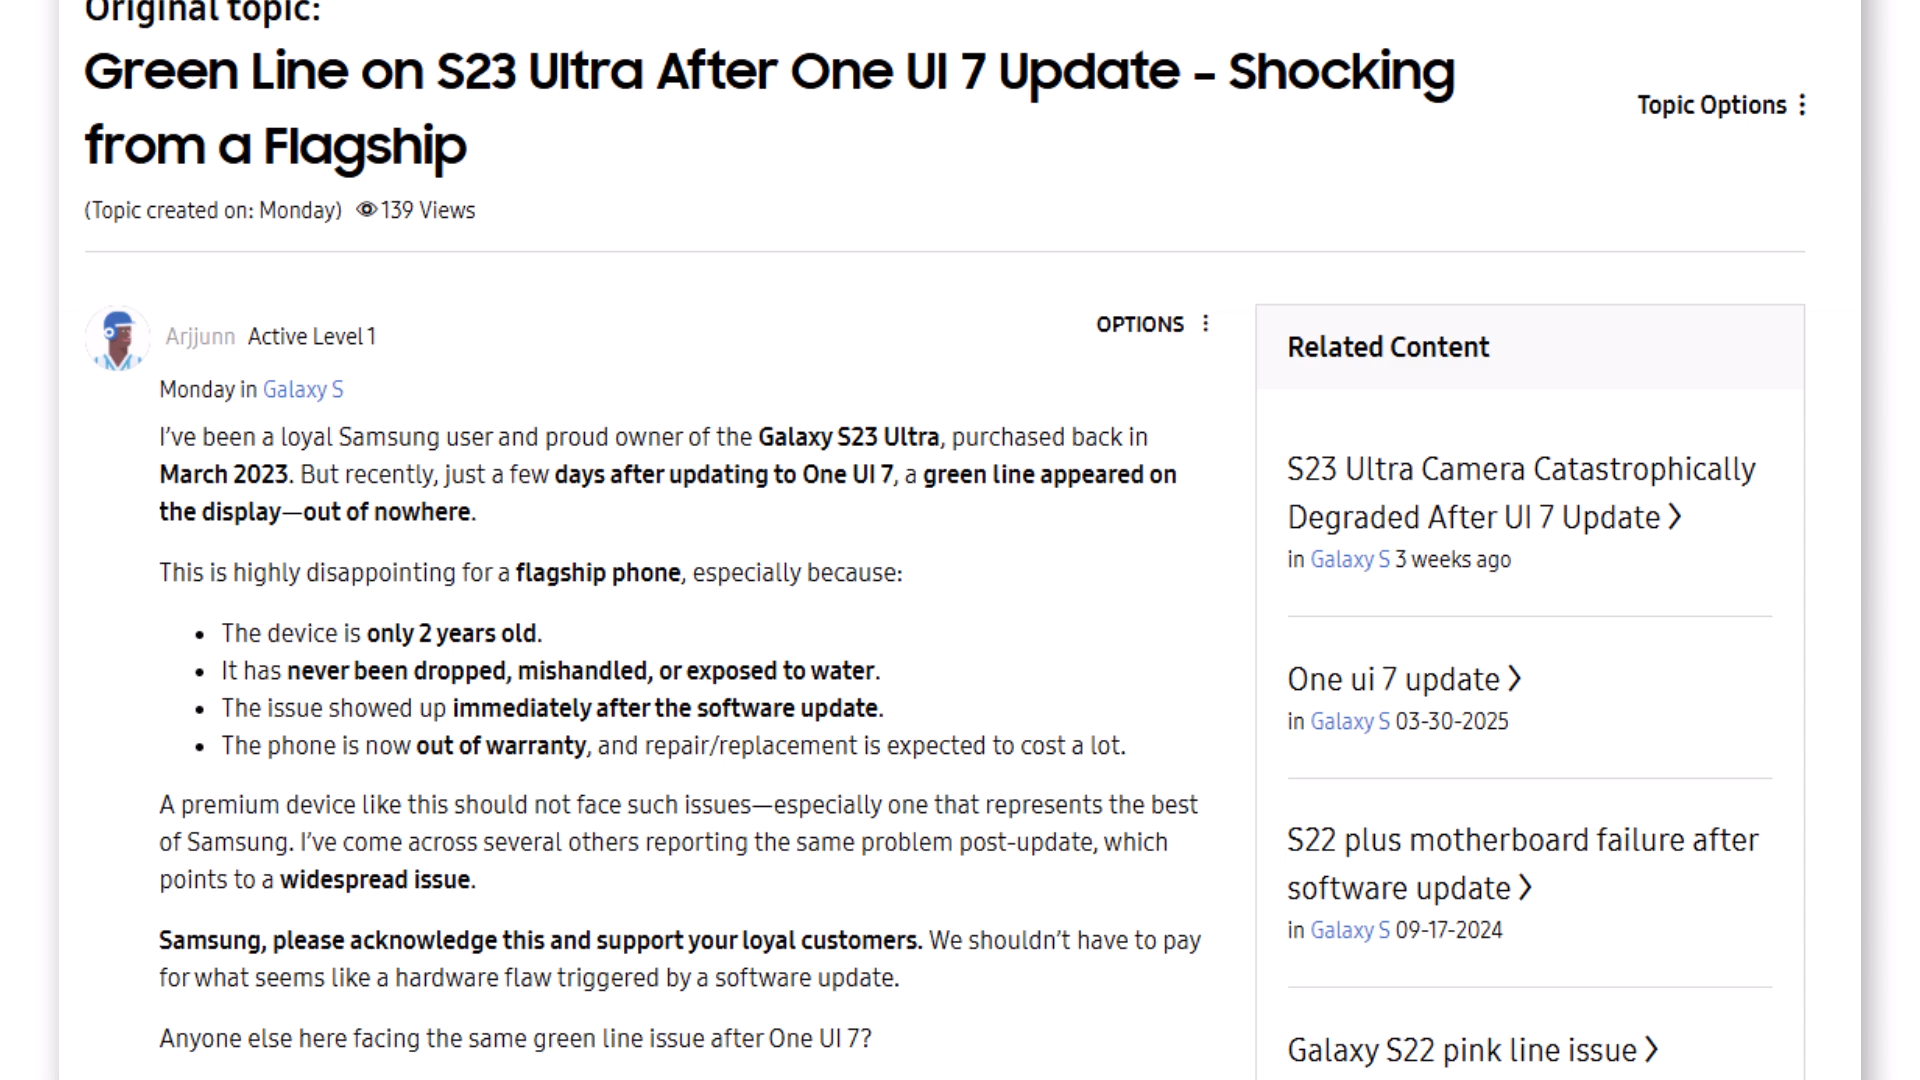 Original topic:
Green Line on S23 Ultra After One UI 7 Update – Shocking
from a Flagship
Topic Options
(Topic created on: Monday) 139 Views
Arjjunn Active Level 1
OPTIONS
Monday in Galaxy S
I’ve been a loyal Samsung user and proud owner of the Galaxy S23 Ultra, purchased back in
March 2023. But recently, just a few days after updating to One UI 7, a green line appeared on
the display—out of nowhere.
This is highly disappointing for a flagship phone, especially because:
• The device is only 2 years old.
• It has never been dropped, mishandled, or exposed to water.
• The issue showed up immediately after the software update.
• The phone is now out of warranty, and repair/replacement is expected to cost a lot.
A premium device like this should not face such issues—especially one that represents the best
of Samsung. I’ve come across several others reporting the same problem post-update, which
points to a widespread issue.
Samsung, please acknowledge this and support your loyal customers. We shouldn’t have to pay
for what seems like a hardware flaw triggered by a software update.
Anyone else here facing the same green line issue after One UI 7?
Related Content
S23 Ultra Camera Catastrophically
Degraded After UI 7 Update
in Galaxy S 3 weeks ago
One ui 7 update
in Galaxy S 03-30-2025
S22 plus motherboard failure after
software update
in Galaxy S 09-17-2024
Galaxy S22 pink line issue